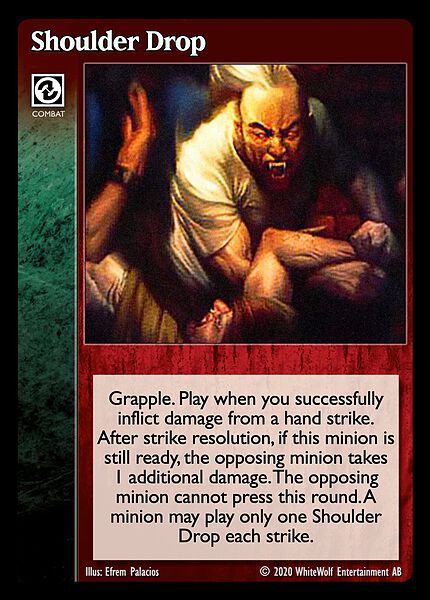 Shoulder Drop
COMBAT
Grapple. Play when you successfully
inflict damage from a hand strike.
After strike resolution, if this minion is
still ready, the opposing minion takes
1 additional damage. The opposing
minion cannot press this round. A
minion may play only one Shoulder
Drop each strike.
Illus: Efrem Palacios © 2020 WhiteWolf Entertainment AB